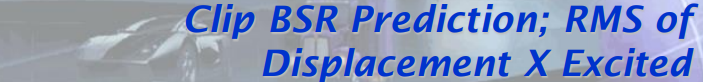 Clip BSR Prediction; RMS of
Displacement X Excited